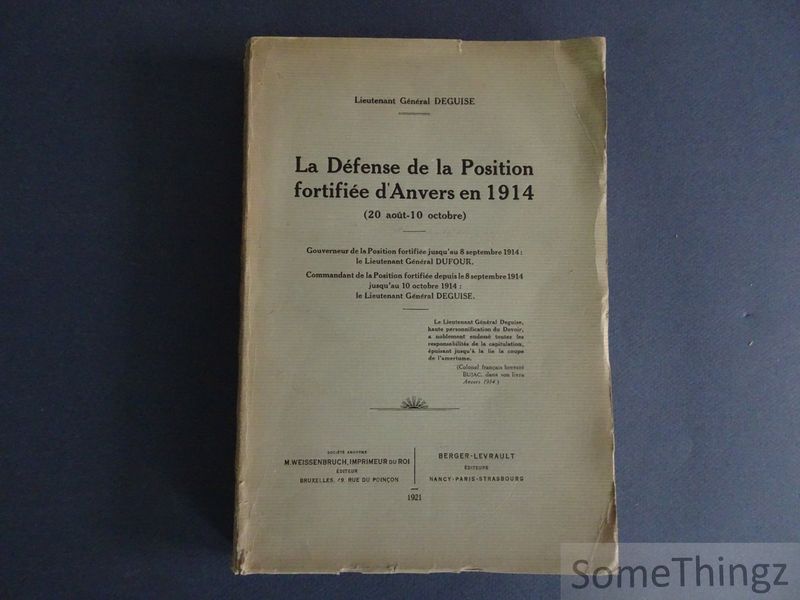 Lieutenant Général DEGUISE
La Défense de la Position
fortifiée d'Anvers en 1914
(20 août-10 octobre)
Gouverneur de la Position fortifiée jusqu'au 8 septembre 1914 :
le Lieutenant Général DUFOUR.
Commandant de la Position fortifiée depuis le 8 septembre 1914
jusqu'au 10 octobre 1914 :
le Lieutenant Général DEGUISE.
Le Lieutenant Général Deguise,
haute personnification du Devoir,
a noblement endossé toutes les
responsabilités de la capitulation,
épuisant jusqu'à la lie la coupe
de l'amertume.
(Colonel français breveté
BUJAC, dans son livre
Anvers 1914.)
SOCIÉTÉ ANONYME
M. WEISSENBRUCH, IMPRIMEUR DU ROI
ÉDITEUR
BRUXELLES, 49, RUE DU POINÇON
BERGER-LEVRAULT
ÉDITEURS
NANCY-PARIS-STRASBOURG
1921
SomeThingz